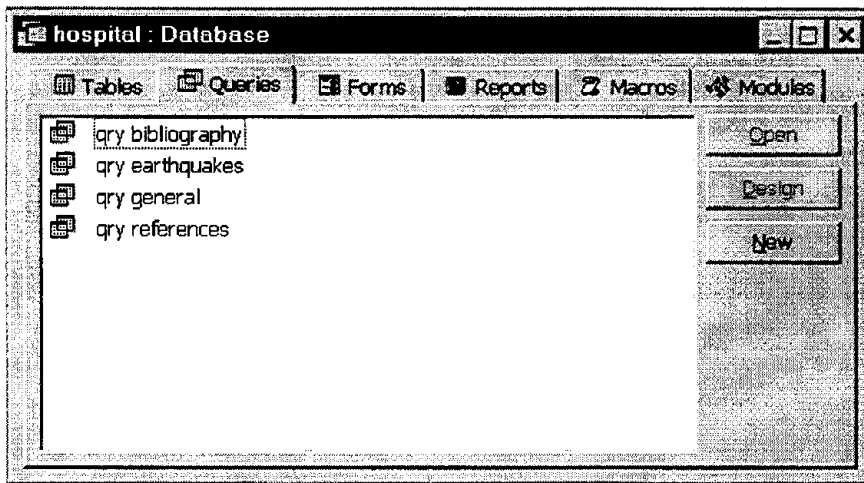 hospital : Database
Tables Queries Forms Reports Macros Modules
qry bibliography
qry earthquakes
qry general
qry references
Open
Design
New